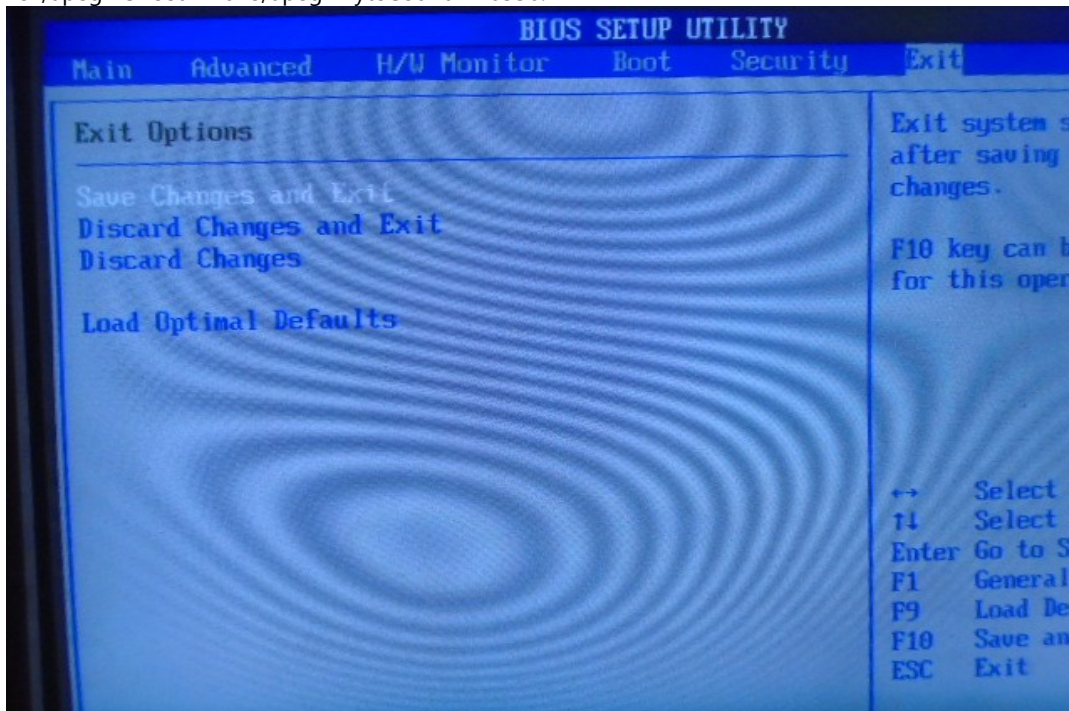 BIOS SETUP UTILITY
Main Advanced H/W Monitor Boot Security Exit
Exit Options
Save Changes and Exit
Discard Changes and Exit
Discard Changes
Load Optimal Defaults
Exit system s
after saving
changes.
F10 key can b
for this oper
↔ Select
↑↓ Select
Enter Go to S
F1 General
F9 Load De
F10 Save an
ESC Exit